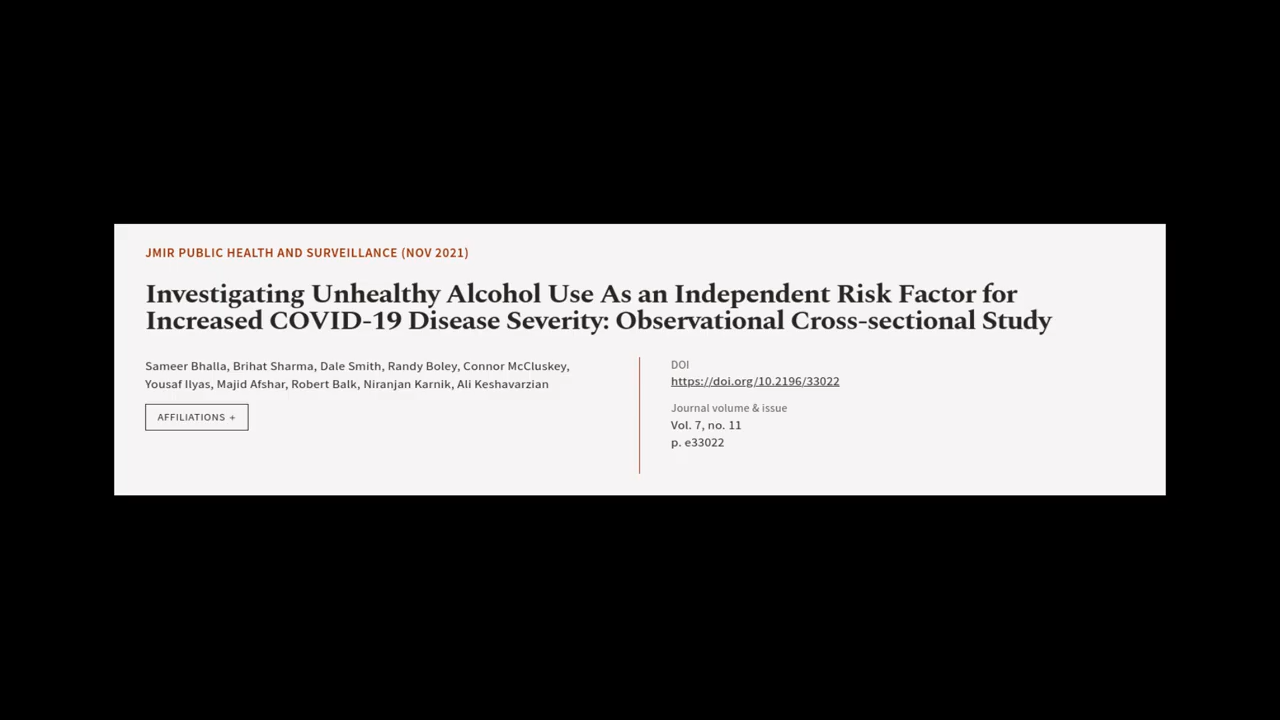 JMIR PUBLIC HEALTH AND SURVEILLANCE (NOV 2021)
Investigating Unhealthy Alcohol Use As an Independent Risk Factor for
Increased COVID-19 Disease Severity: Observational Cross-sectional Study
Sameer Bhalla, Brihat Sharma, Dale Smith, Randy Boley, Connor McCluskey,
Yousaf Ilyas, Majid Afshar, Robert Balk, Niranjan Karnik, Ali Keshavarzian
AFFILIATIONS +
DOI
https://doi.org/10.2196/33022
Journal volume & issue
Vol. 7, no. 11
p. e33022